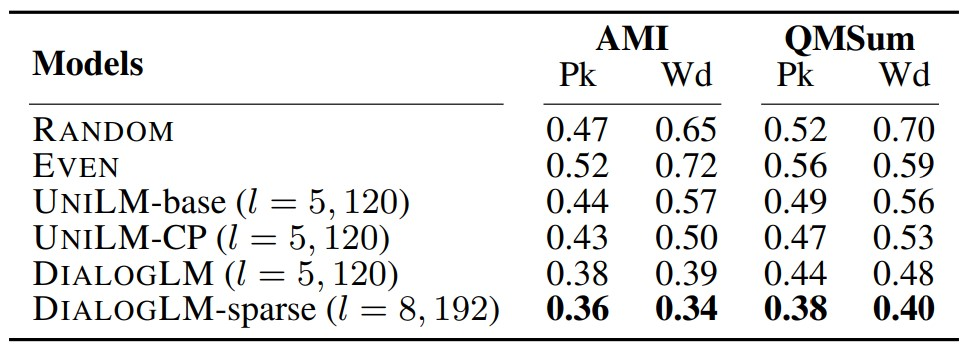 AMI QMSum
Models
Pk Wd Pk Wd
RANDOM 0.47 0.65 0.52 0.70
EVEN 0.52 0.72 0.56 0.59
UNILM-base (l = 5, 120) 0.44 0.57 0.49 0.56
UNILM-CP (l = 5, 120) 0.43 0.50 0.47 0.53
DIALOGLM (l = 5, 120) 0.38 0.39 0.44 0.48
DIALOGLM-sparse (l = 8, 192) 0.36 0.34 0.38 0.40